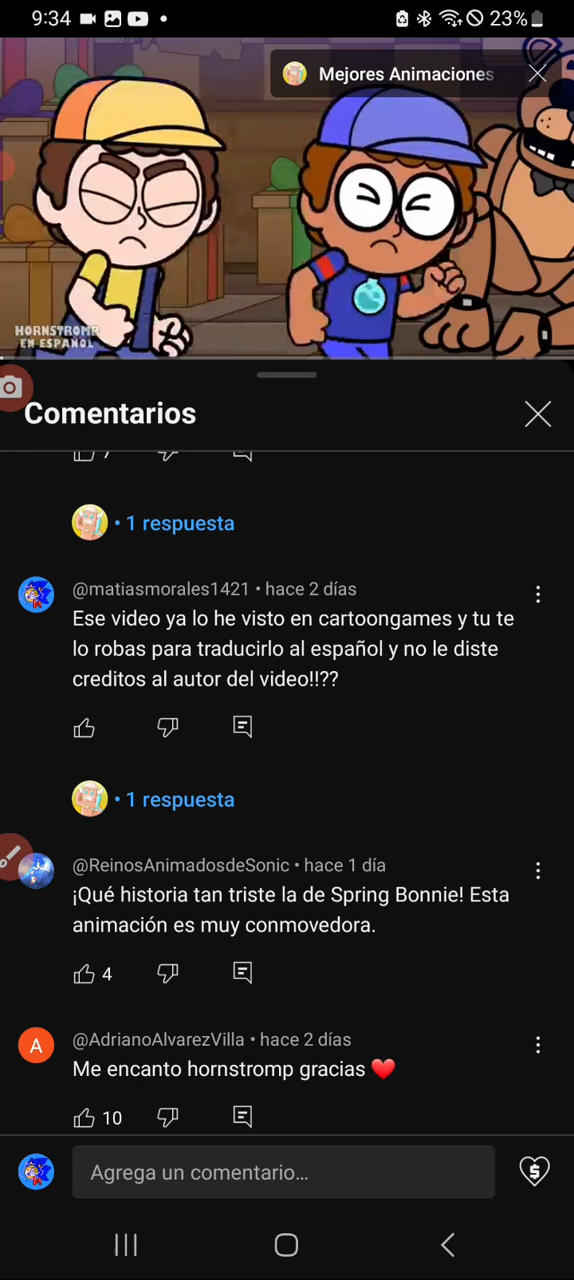 9:34
23%
Mejores Animaciones
HORNSTROMP
EN ESPAÑOL
Comentarios
7
• 1 respuesta
@matiasmorales1421 • hace 2 días
Ese video ya lo he visto en cartoongames y tu te
lo robas para traducirlo al español y no le diste
creditos al autor del video!!??
• 1 respuesta
@ReinosAnimadosdeSonic • hace 1 día
¡Qué historia tan triste la de Spring Bonnie! Esta
animación es muy conmovedora.
4
A
@AdrianoAlvarezVilla • hace 2 días
Me encanto hornstromp gracias ❤️
10
Agrega un comentario...